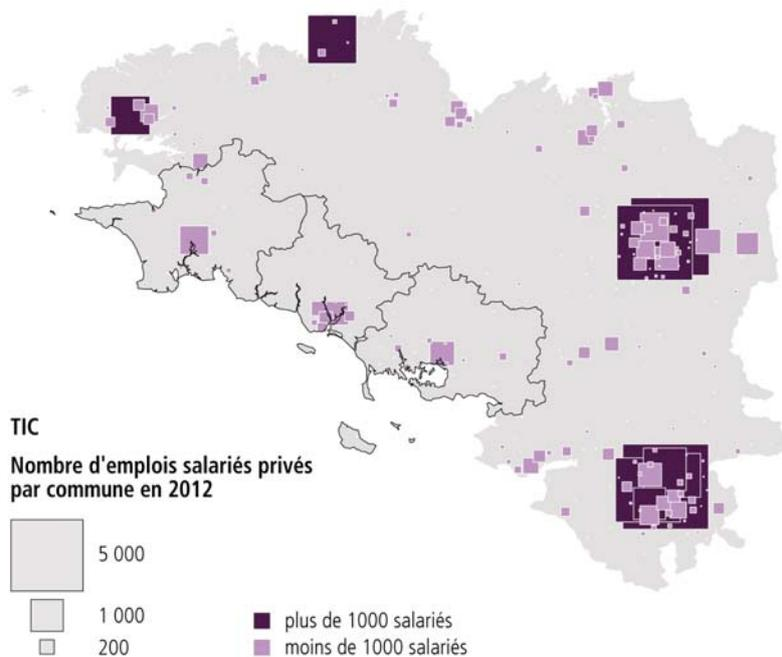 TIC
Nombre d'emplois salariés privés
par commune en 2012
5 000
1 000
200
plus de 1000 salariés
moins de 1000 salariés